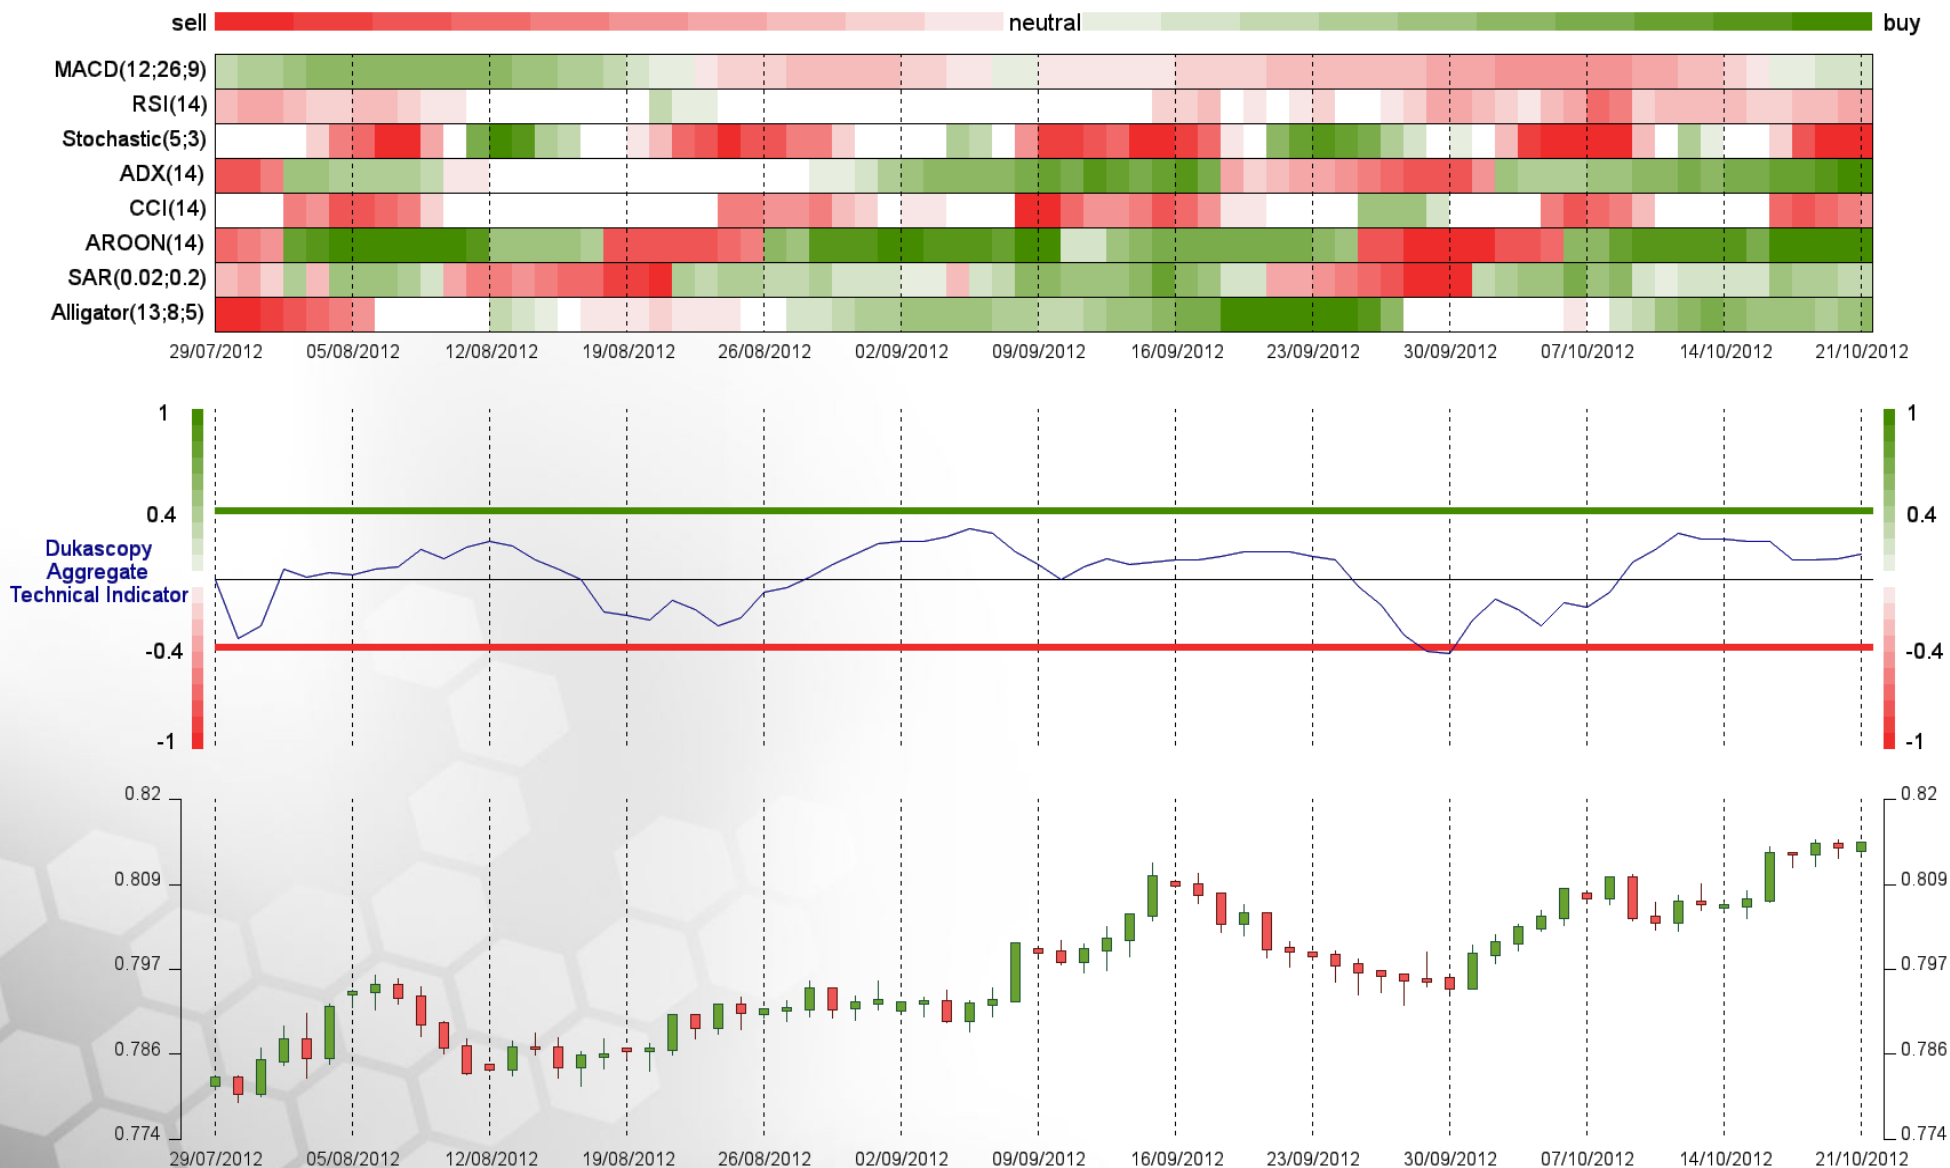 sell neutral buy
MACD(12;26;9)
RSI(14)
Stochastic(5;3)
ADX(14)
CCI(14)
AROON(14)
SAR(0.02;0.2)
Alligator(13;8;5)
29/07/2012 05/08/2012 12/08/2012 19/08/2012 26/08/2012 02/09/2012 09/09/2012 16/09/2012 23/09/2012 30/09/2012 07/10/2012 14/10/2012 21/10/2012
1 1
0.4 0.4
Dukascopy
Aggregate
Technical Indicator
-0.4 -0.4
-1 -1
0.82 0.82
0.809 0.809
0.797 0.797
0.786 0.786
0.774 0.774
29/07/2012 05/08/2012 12/08/2012 19/08/2012 26/08/2012 02/09/2012 09/09/2012 16/09/2012 23/09/2012 30/09/2012 07/10/2012 14/10/2012 21/10/2012